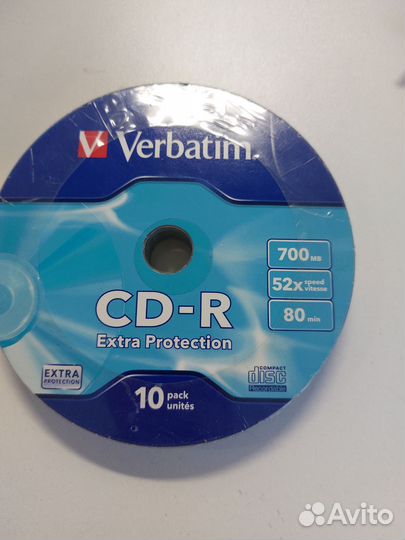 Verbatim
700 MB
52x speed vitesse
80 min
CD-R
Extra Protection
EXTRA
PROTECTION
COMPACT
disc
Recordable
10 pack unités
Avito